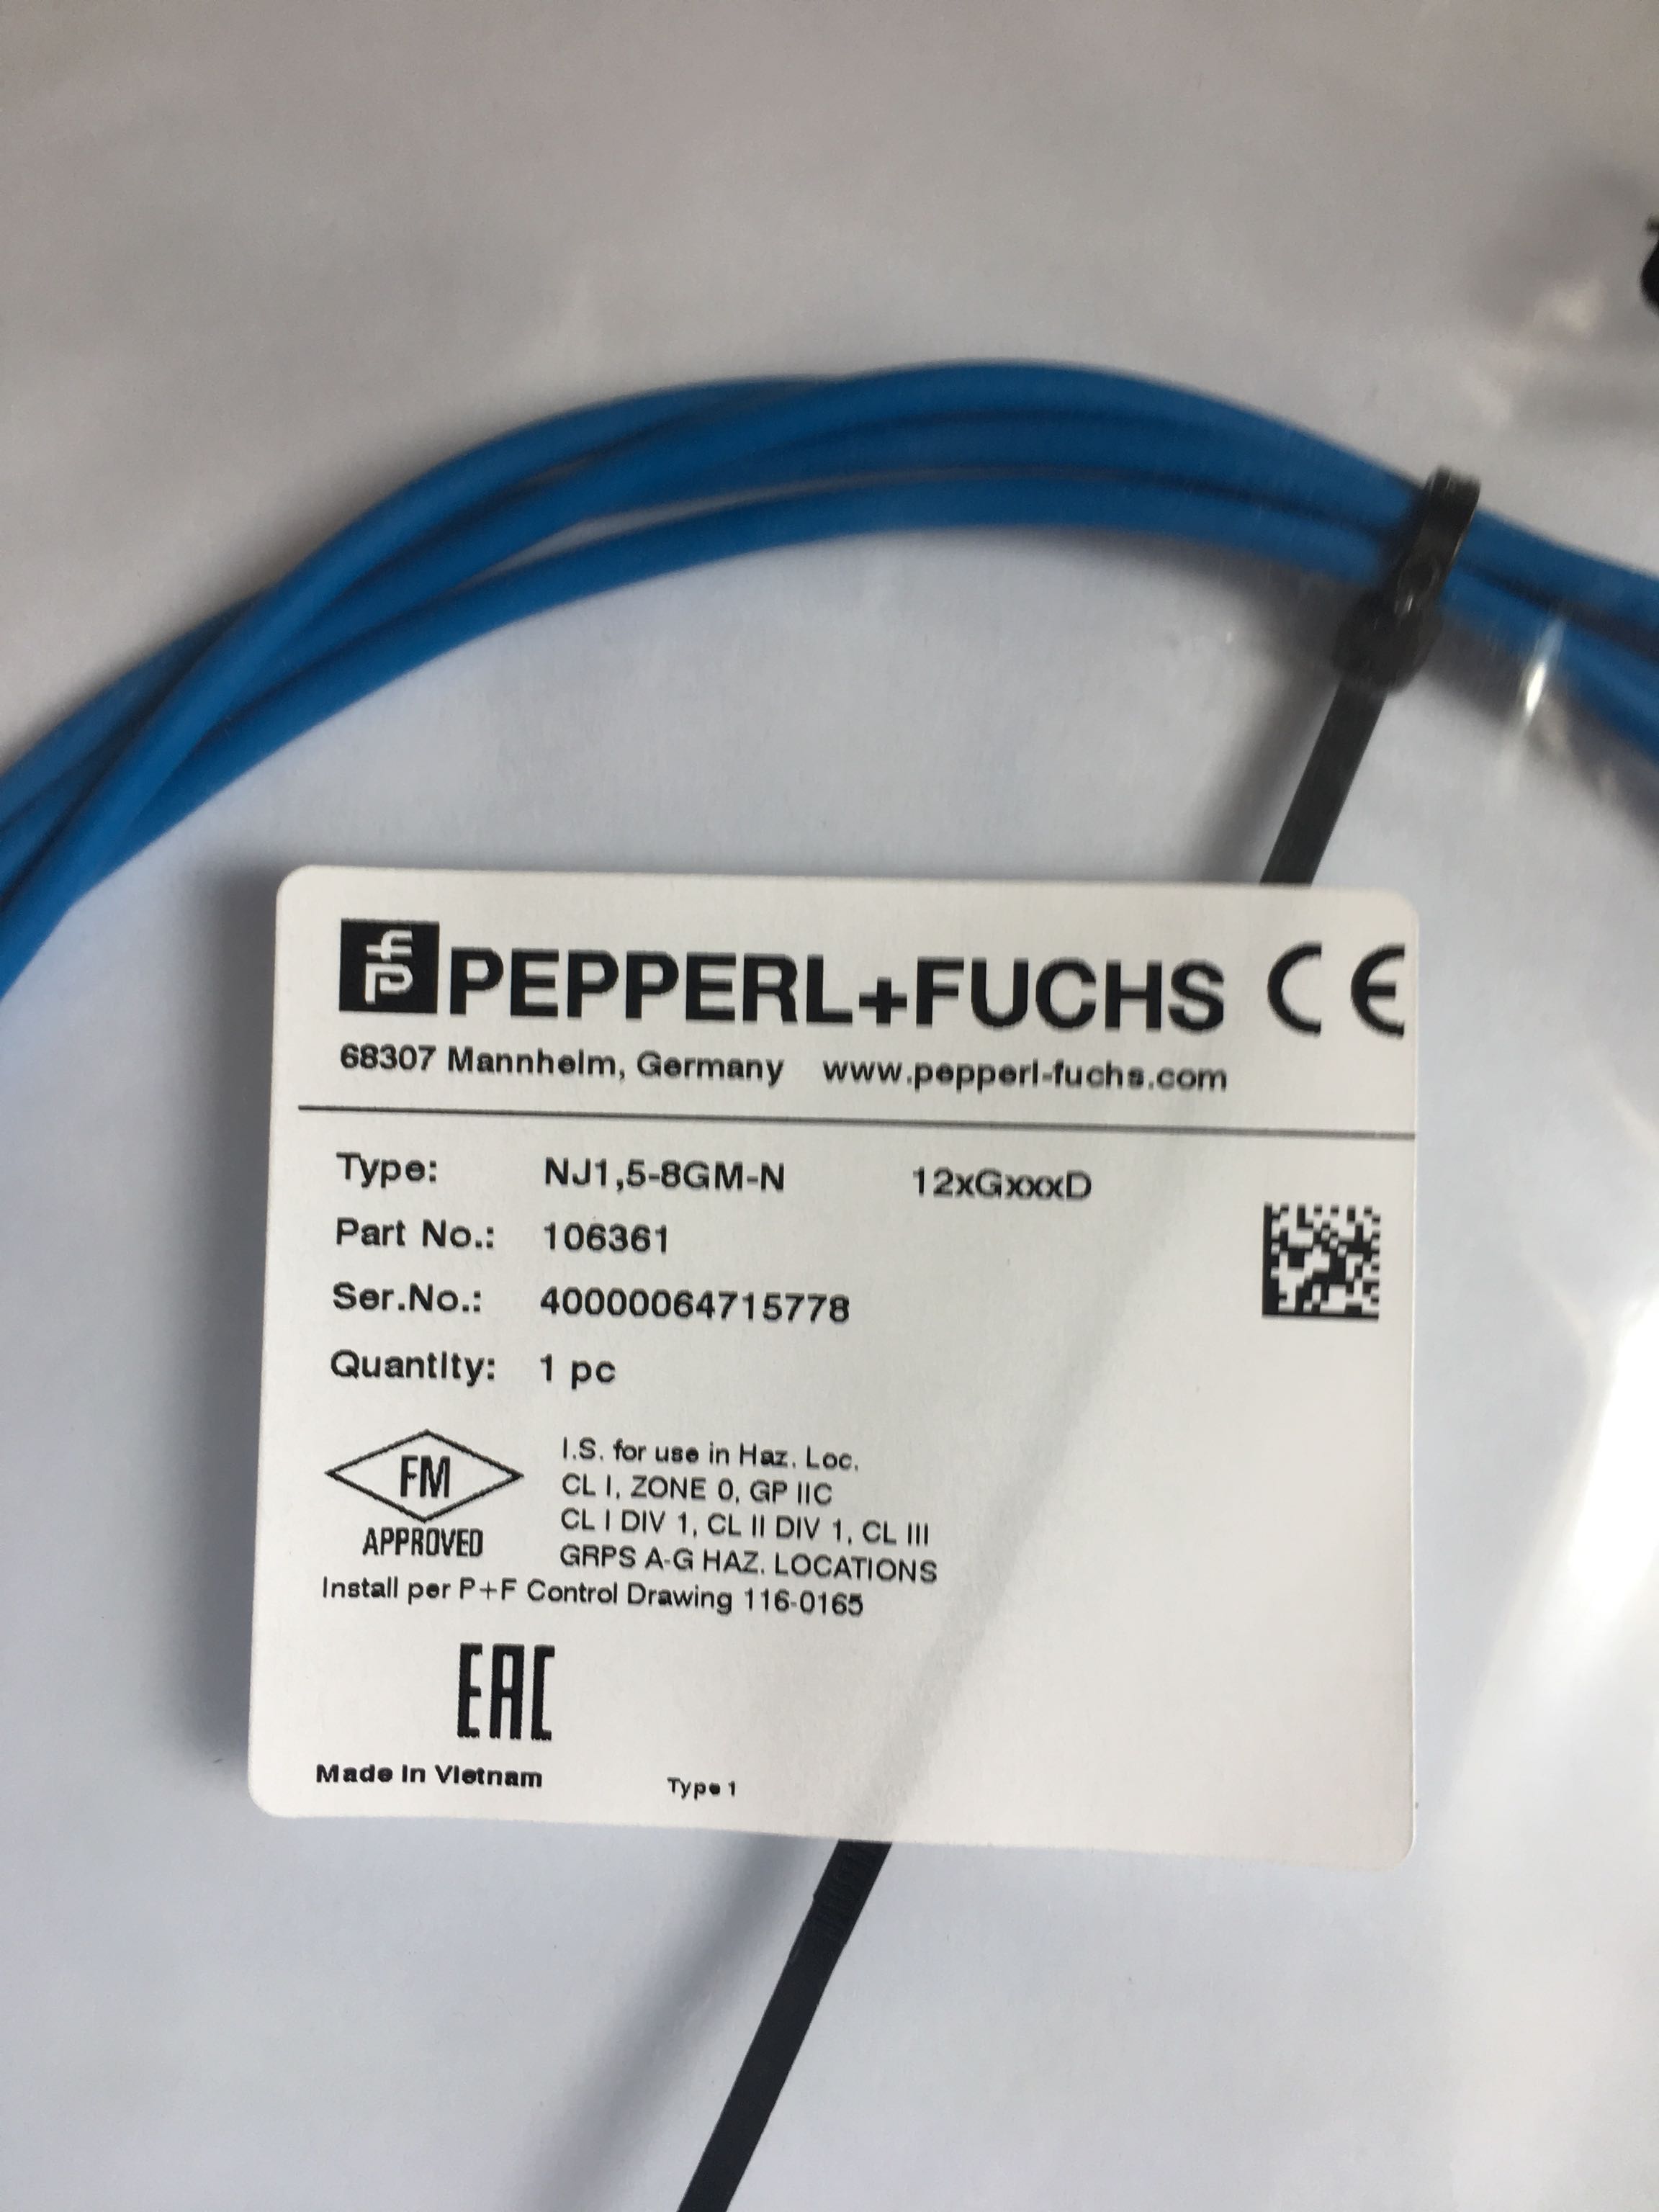 PEPPERL+FUCHS CE
68307 Mannheim, Germany www.pepperl-fuchs.com
Type: NJ1,5-8GM-N 12xGxxxD
Part No.: 106361
Ser.No.: 40000064715778
Quantity: 1 pc
FM
APPROVED
I.S. for use in Haz. Loc.
CL I, ZONE 0, GP IIC
CL I DIV 1, CL II DIV 1, CL III
GRPS A-G HAZ. LOCATIONS
Install per P+F Control Drawing 116-0165
EAC
Made in Vietnam Type 1